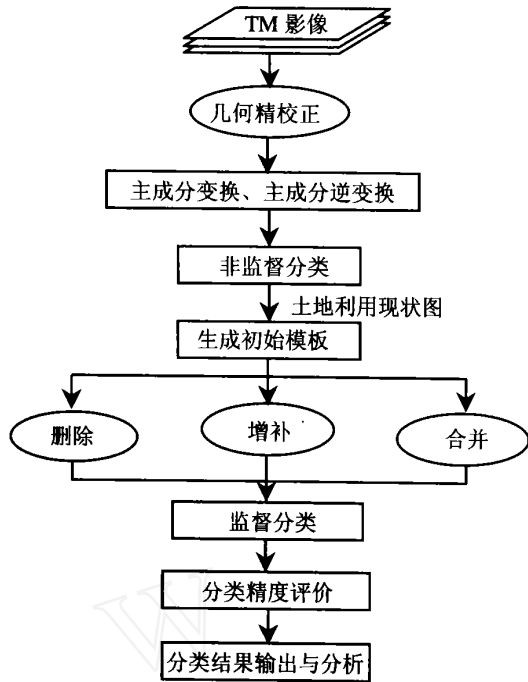 TM 影像
几何精校正
主成分变换、主成分逆变换
非监督分类
土地利用现状图
生成初始模板
删除
增补
合并
监督分类
分类精度评价
分类结果输出与分析